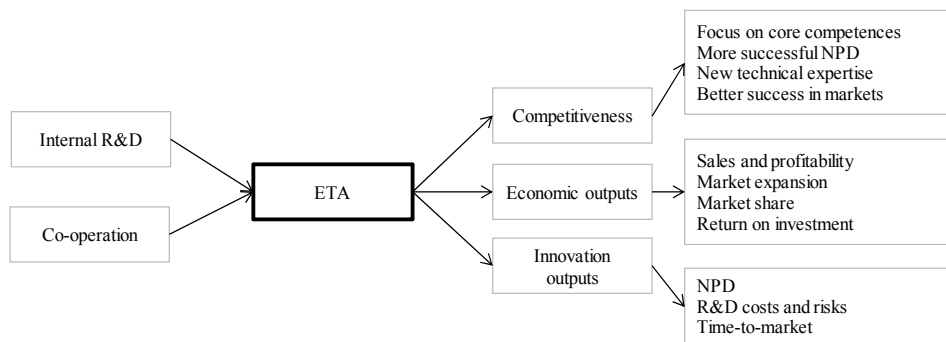 Internal R&D
Co-operation
ETA
Competitiveness
Economic outputs
Innovation
outputs
Focus on core competences
More successful NPD
New technical expertise
Better success in markets
Sales and profitability
Market expansion
Market share
Return on investment
NPD
R&D costs and risks
Time-to-market